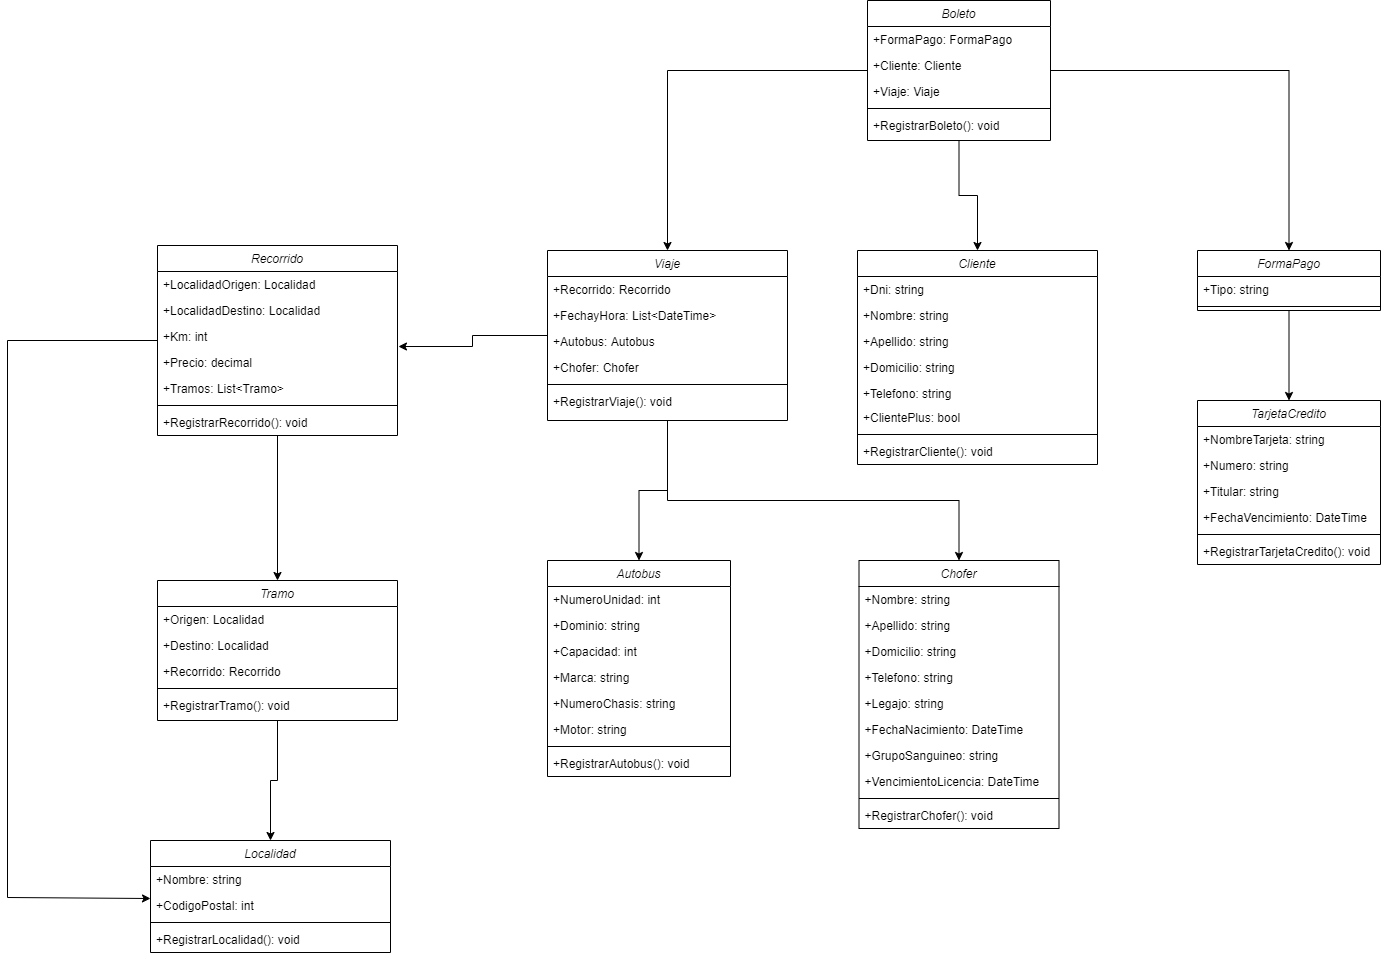 Boleto
+FormaPago: FormaPago
+Cliente: Cliente
+Viaje: Viaje
+RegistrarBoleto(): void
Recorrido
+LocalidadOrigen: Localidad
+LocalidadDestino: Localidad
+Km: int
+Precio: decimal
+Tramos: List<Tramo>
+RegistrarRecorrido(): void
Viaje
+Recorrido: Recorrido
+FechayHora: List<DateTime>
+Autobus: Autobus
+Chofer: Chofer
+RegistrarViaje(): void
Cliente
+Dni: string
+Nombre: string
+Apellido: string
+Domicilio: string
+Telefono: string
+ClientePlus: bool
+RegistrarCliente(): void
FormaPago
+Tipo: string
TarjetaCredito
+NombreTarjeta: string
+Numero: string
+Titular: string
+FechaVencimiento: DateTime
+RegistrarTarjetaCredito(): void
Tramo
+Origen: Localidad
+Destino: Localidad
+Recorrido: Recorrido
+RegistrarTramo(): void
Autobus
+NumeroUnidad: int
+Dominio: string
+Capacidad: int
+Marca: string
+NumeroChasis: string
+Motor: string
+RegistrarAutobus(): void
Chofer
+Nombre: string
+Apellido: string
+Domicilio: string
+Telefono: string
+Legajo: string
+FechaNacimiento: DateTime
+GrupoSanguineo: string
+VencimientoLicencia: DateTime
+RegistrarChofer(): void
Localidad
+Nombre: string
+CodigoPostal: int
+RegistrarLocalidad(): void